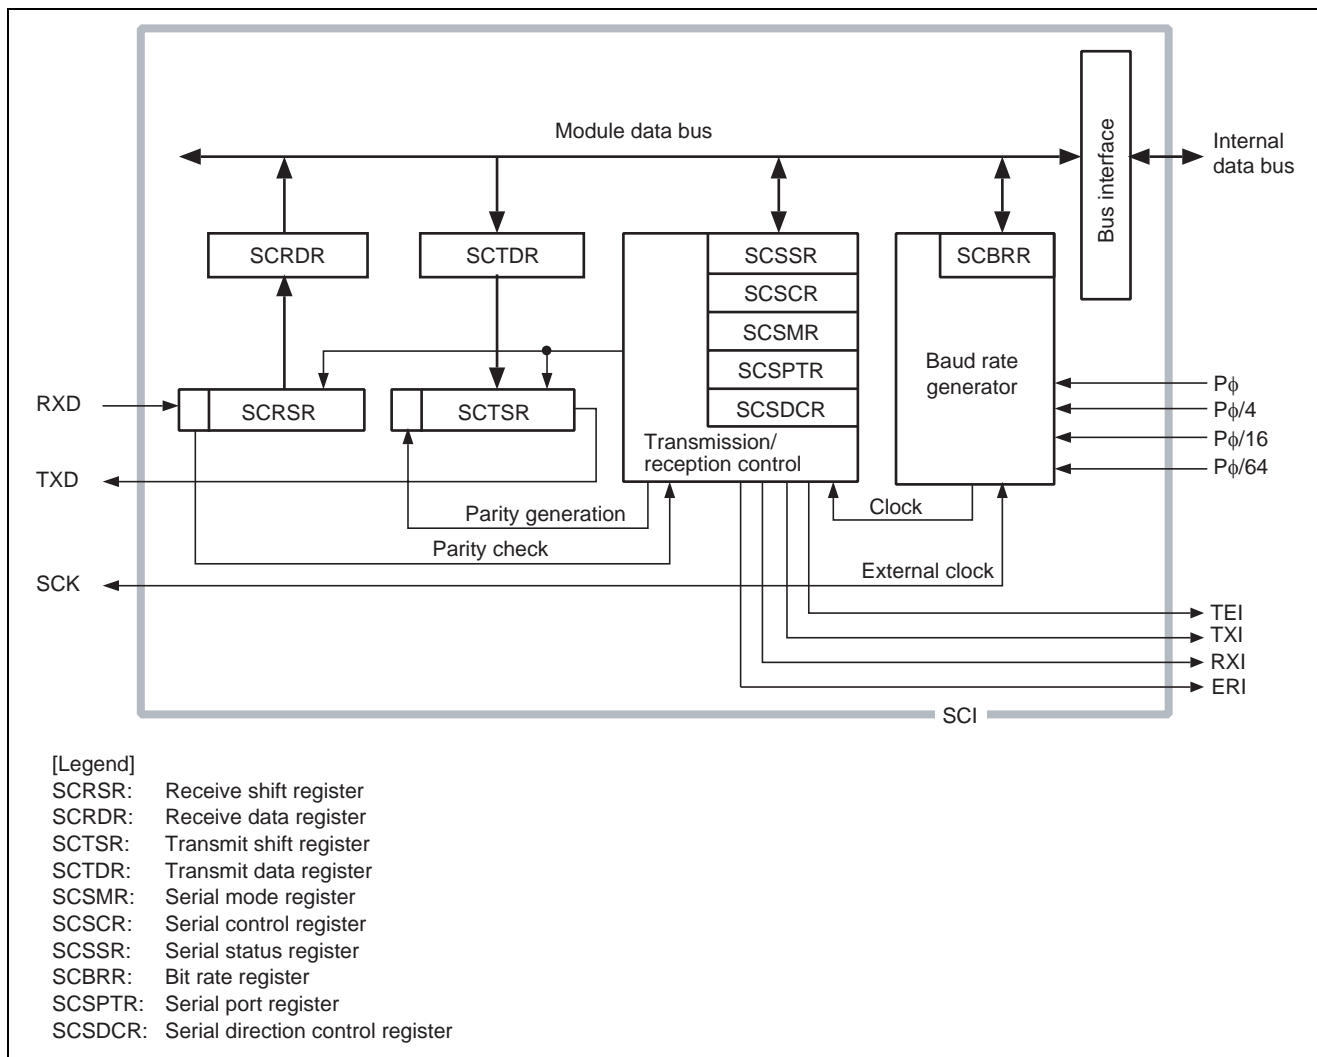 Module data bus
Bus interface
Internal
data bus
SCRDR
SCTDR
SCSSR
SCBRR
SCSCR
SCSMR
SCSPTR
SCSDCR
Baud rate
generator
Pϕ
Pϕ/4
Pϕ/16
Pϕ/64
RXD
SCRSR
SCTSR
Transmission/
reception control
TXD
Parity generation
Clock
Parity check
SCK
External clock
TEI
TXI
RXI
ERI
SCI
[Legend]
SCRSR: Receive shift register
SCRDR: Receive data register
SCTSR: Transmit shift register
SCTDR: Transmit data register
SCSMR: Serial mode register
SCSCR: Serial control register
SCSSR: Serial status register
SCBRR: Bit rate register
SCSPTR: Serial port register
SCSDCR: Serial direction control register